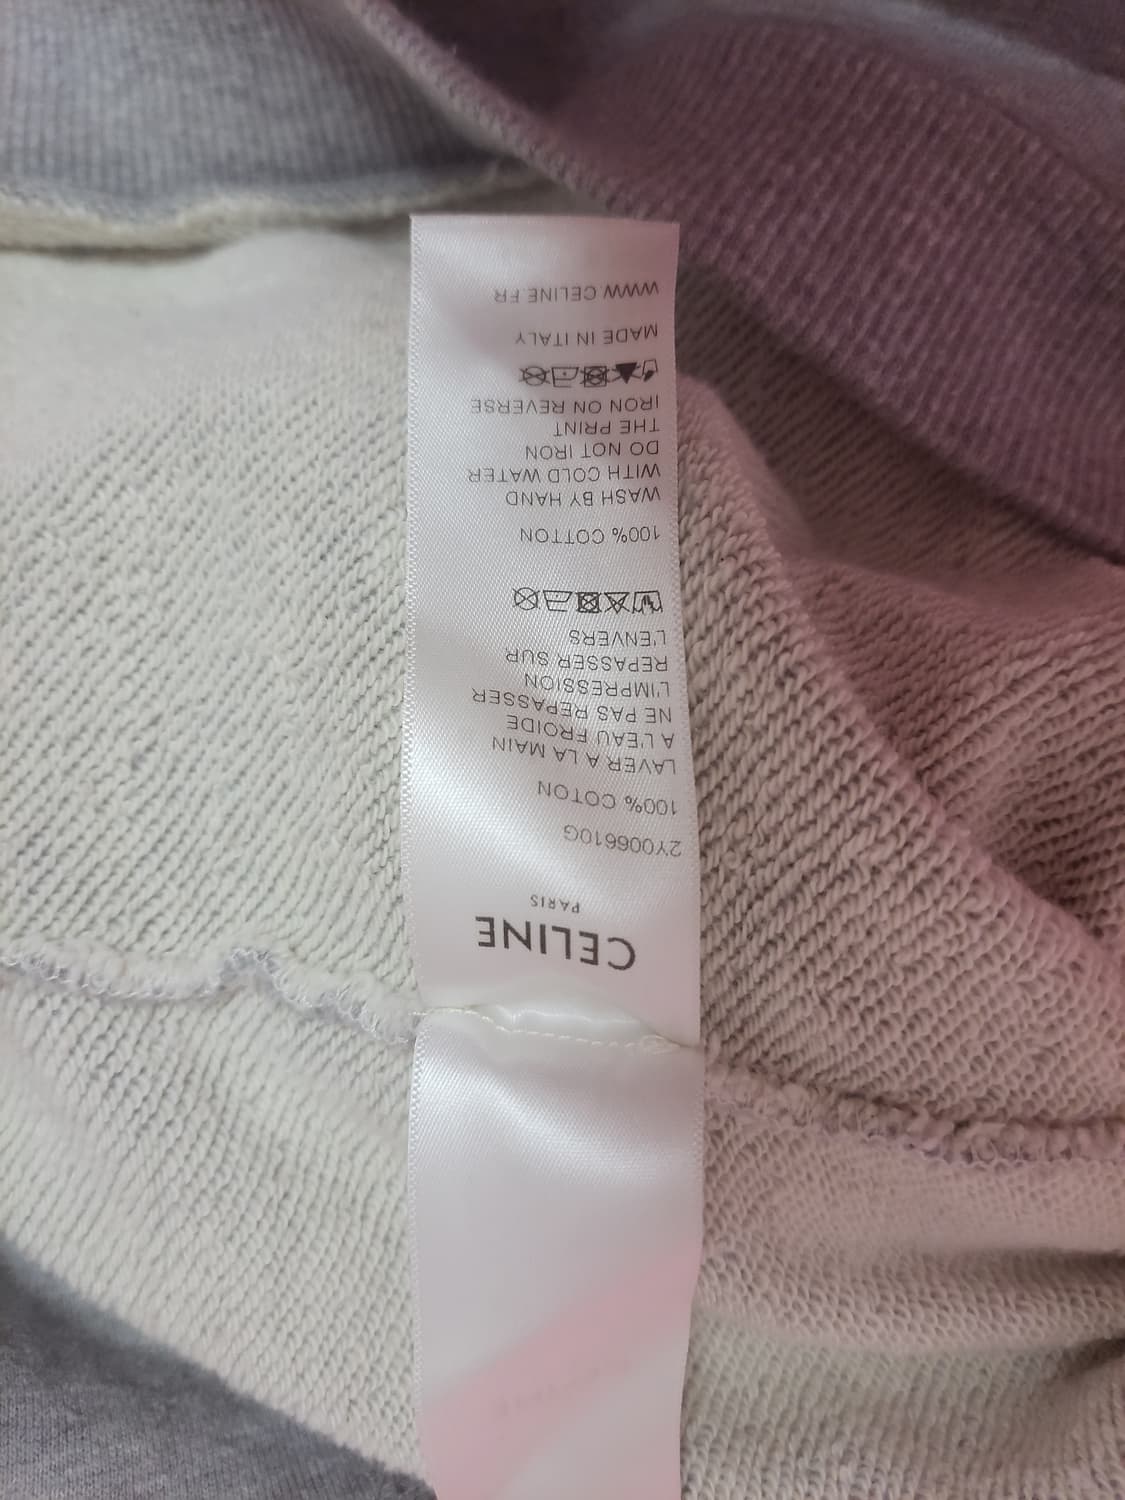 CELINE
PARIS
2Y006610G
100% COTON
LAVER A LA MAIN
A L'EAU FROIDE
NE PAS REPASSER
L'IMPRESSION
REPASSER SUR
L'ENVERS
100% COTTON
WASH BY HAND
WITH COLD WATER
DO NOT IRON
THE PRINT
IRON ON REVERSE
MADE IN ITALY
WWW.CELINE.FR